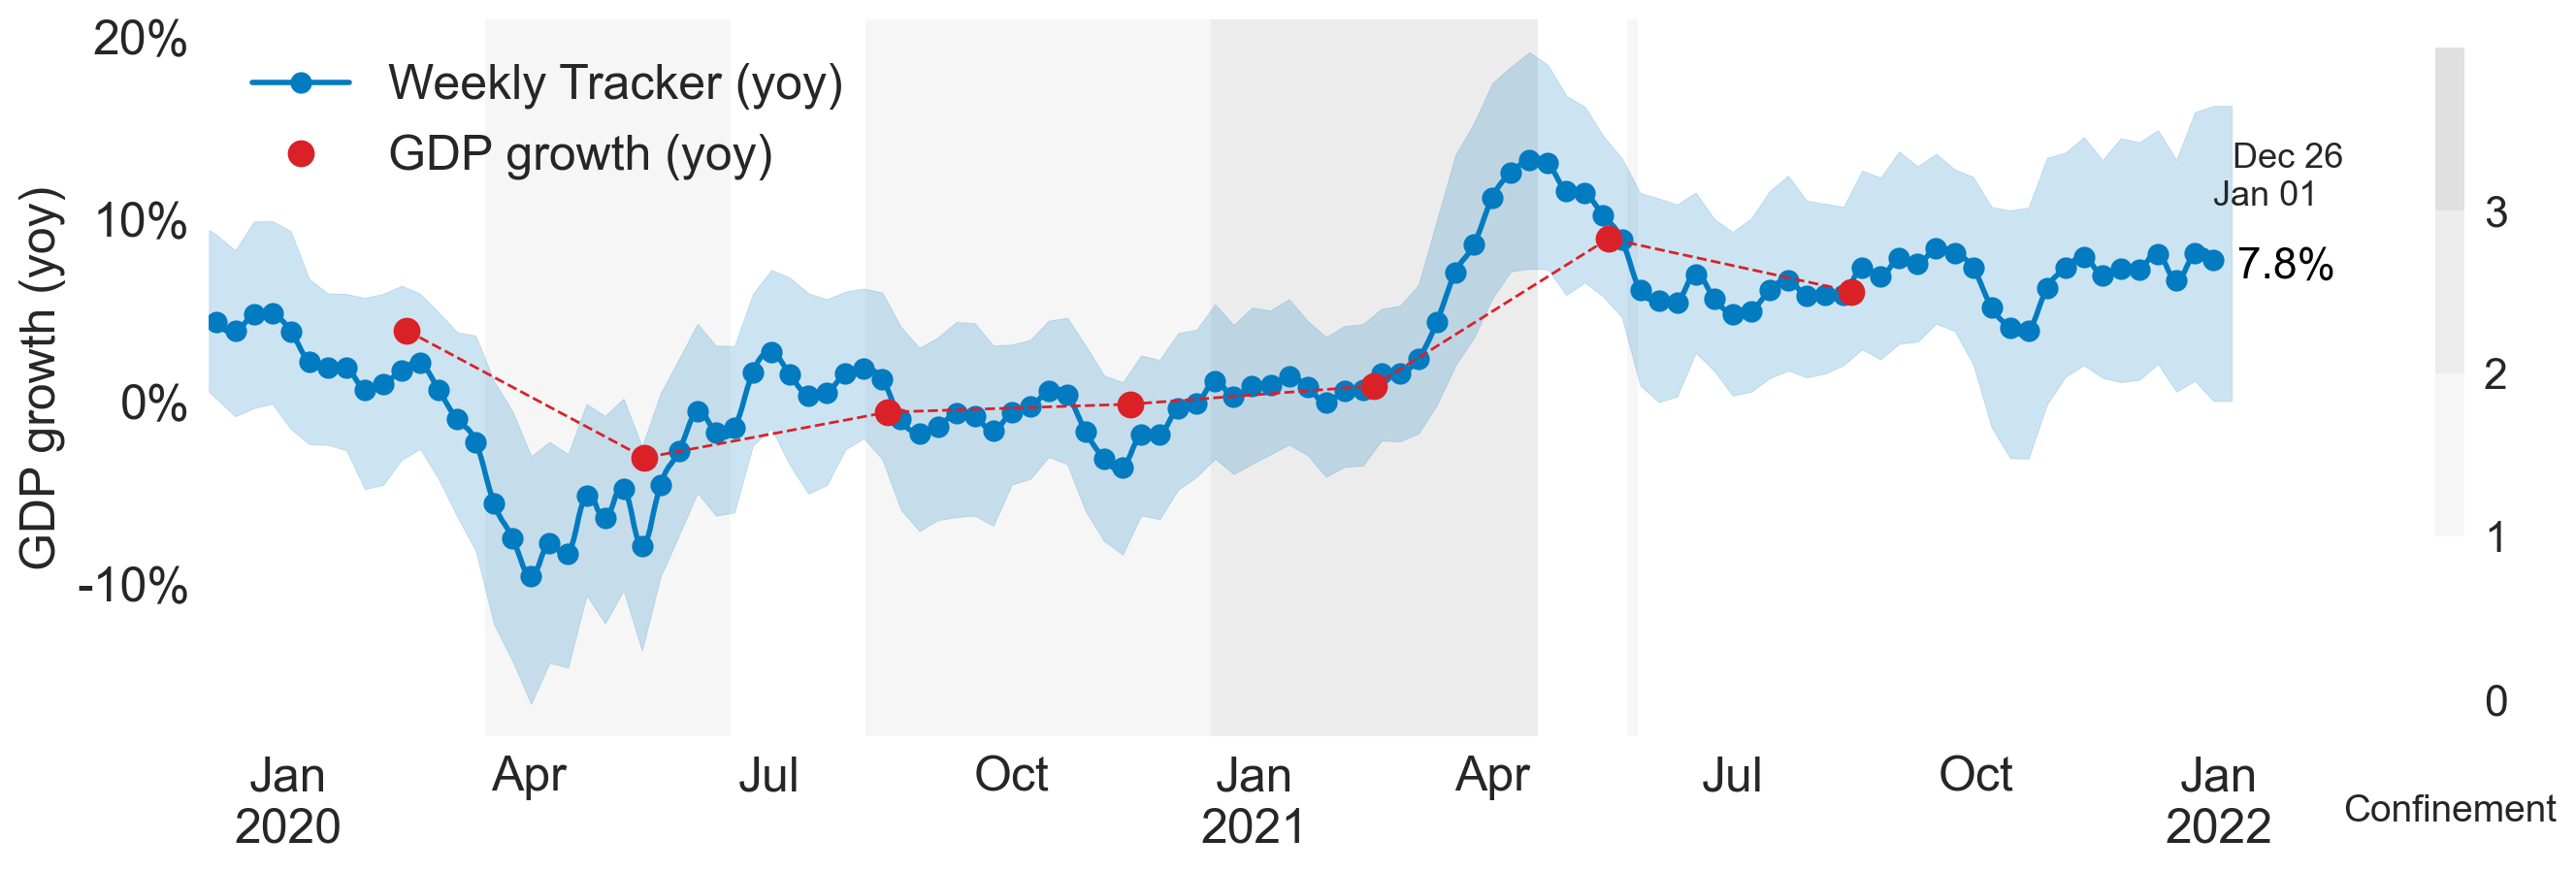 20%
10%
0%
-10%
GDP growth (yoy)
Weekly Tracker (yoy)
GDP growth (yoy)
Dec 26
Jan 01
7.8%
3
2
1
0
Confinement
Jan Apr Jul Oct Jan Apr Jul Oct Jan
2020 2021 2022